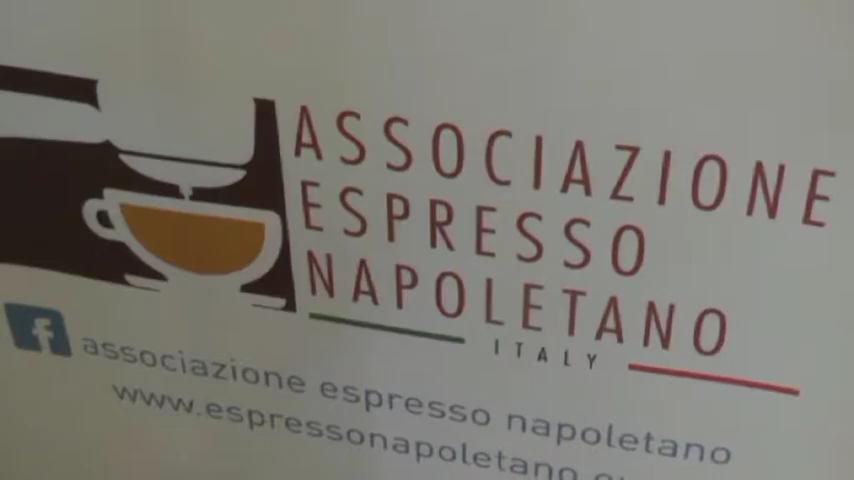 ASSOCIAZIONE
ESPRESSO
NAPOLETANO
ITALY
f associazione espresso napoletano
www.espressonapoletano